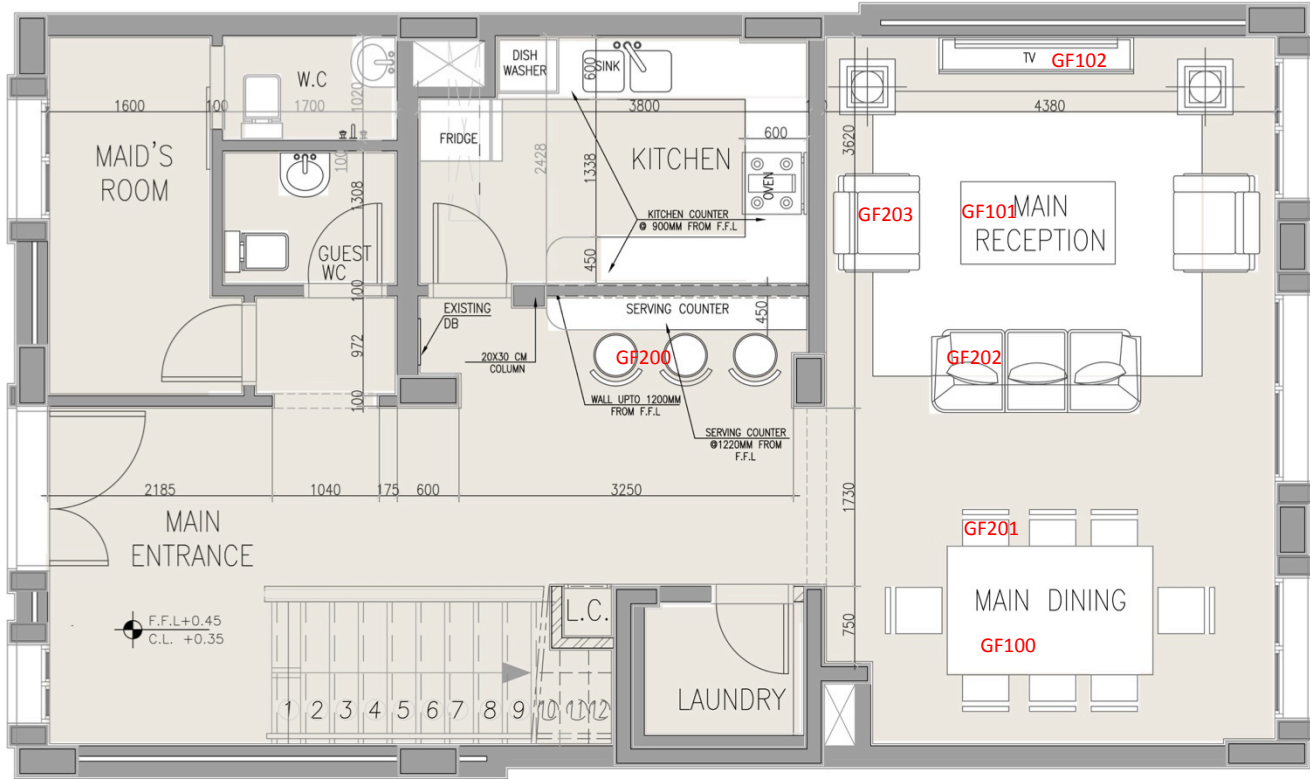 DISH
WASHER
SINK
TV GF102
W.C
600
1020
1600
100
1700
3800
4380
600
FRIDGE
3620
MAID'S
ROOM
KITCHEN
100
2428
1338
OVEN
1308
KITCHEN COUNTER
@ 900MM FROM F.F.L
GF203
GF101
MAIN
RECEPTION
GUEST
WC
450
100
EXISTING
DB
SERVING COUNTER
450
972
20X30 CM
COLUMN
GF200
GF202
100
WALL UPTO 1200MM
FROM F.F.L
SERVING COUNTER
@1220MM FROM
F.F.L
2185
1040
175
600
3250
1730
MAIN
ENTRANCE
GF201
F.F.L+0.45
C.L. +0.35
L.C.
750
MAIN DINING
GF100
LAUNDRY
1 2 3 4 5 6 7 8 9 10 11 12